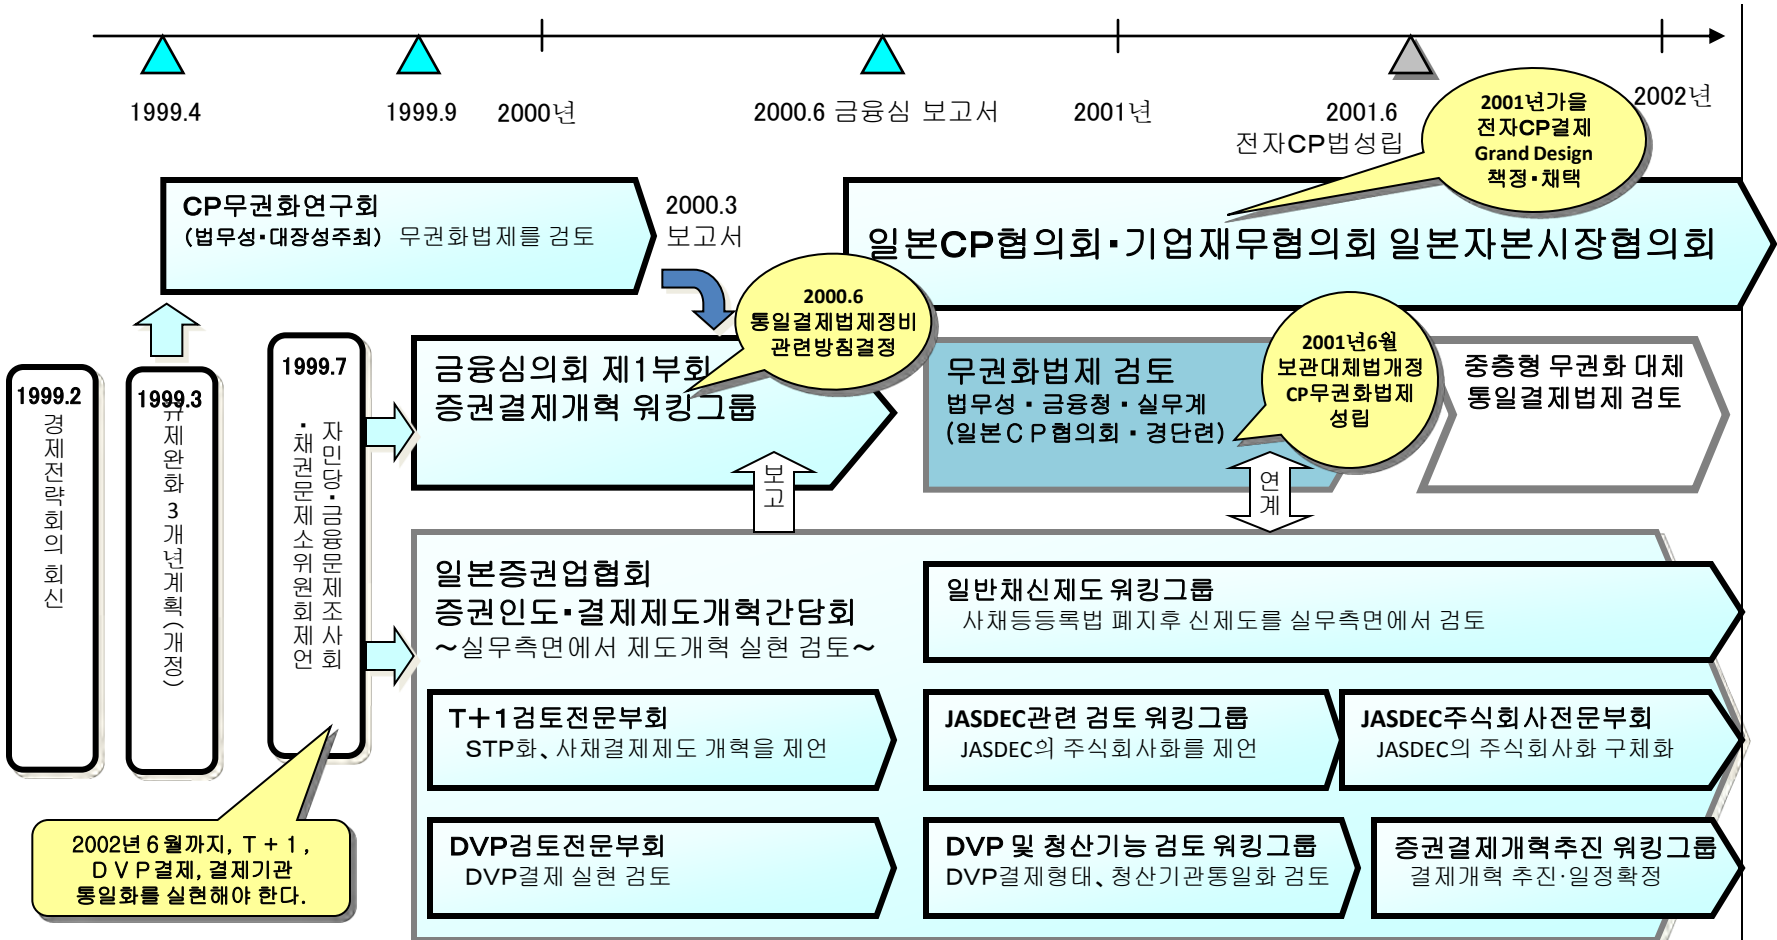 1999.4
1999.9
2000년
2000.6 금융심 보고서
2001년
2001.6
전자CP법성립
2002년
2001년가을
전자CP결제
Grand Design
책정▪채택
CP무권화연구회
(법무성▪대장성주최) 무권화법제를 검토
2000.3
보고서
일본CP협의회▪기업재무협의회 일본자본시장협의회
2000.6
통일결제법제정비
관련방침결정
1999.2
경제전략회의 회신
1999.3
규제완화 3 개년계획(개정)
1999.7
자민당▪금융문제조사회
▪채권문제소위원회제언
금융심의회 제1부회
증권결제개혁 워킹그룹
무권화법제 검토
법무성▪금융청▪실무계
(일본CP협의회▪경단련)
2001년6월
보관대체법개정
CP무권화법제
성립
중층형 무권화 대체
통일결제법제 검토
보고
연계
일본증권업협회
증권인도▪결제제도개혁간담회
～실무측면에서 제도개혁 실현 검토～
일반채신제도 워킹그룹
사채등등록법 폐지후 신제도를 실무측면에서 검토
T+1검토전문부회
STP화、사채결제제도 개혁을 제언
JASDEC관련 검토 워킹그룹
JASDEC의 주식회사화를 제언
JASDEC주식회사전문부회
JASDEC의 주식회사화 구체화
DVP검토전문부회
DVP결제 실현 검토
DVP 및 청산기능 검토 워킹그룹
DVP결제형태、청산기관통일화 검토
증권결제개혁추진 워킹그룹
결제개혁 추진·일정확정
2002년 6월까지, T+1,
DVP결제, 결제기관
통일화를 실현해야 한다.